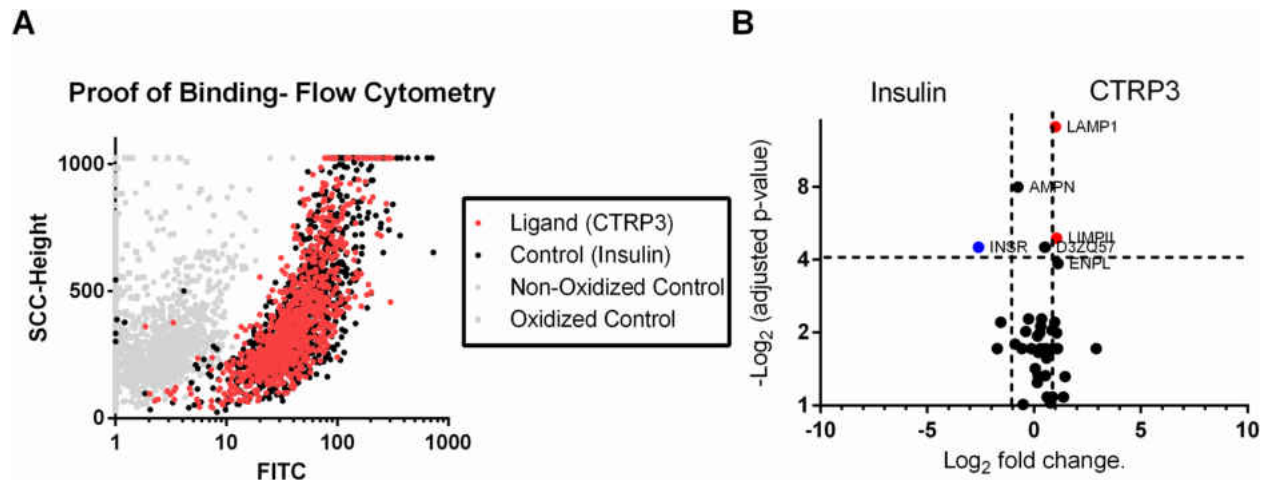 A
Proof of Binding- Flow Cytometry
SCC-Height
1000
500
0
1 10 100 1000
FITC
Ligand (CTRP3)
Control (Insulin)
Non-Oxidized Control
Oxidized Control
B
Insulin CTRP3
-Log2 (adjusted p-value)
8
4
2
1
LAMP1
AMPN
LIMPII
INSR D3ZQ57
ENPL
-10 -5 0 5 10
Log2 fold change.